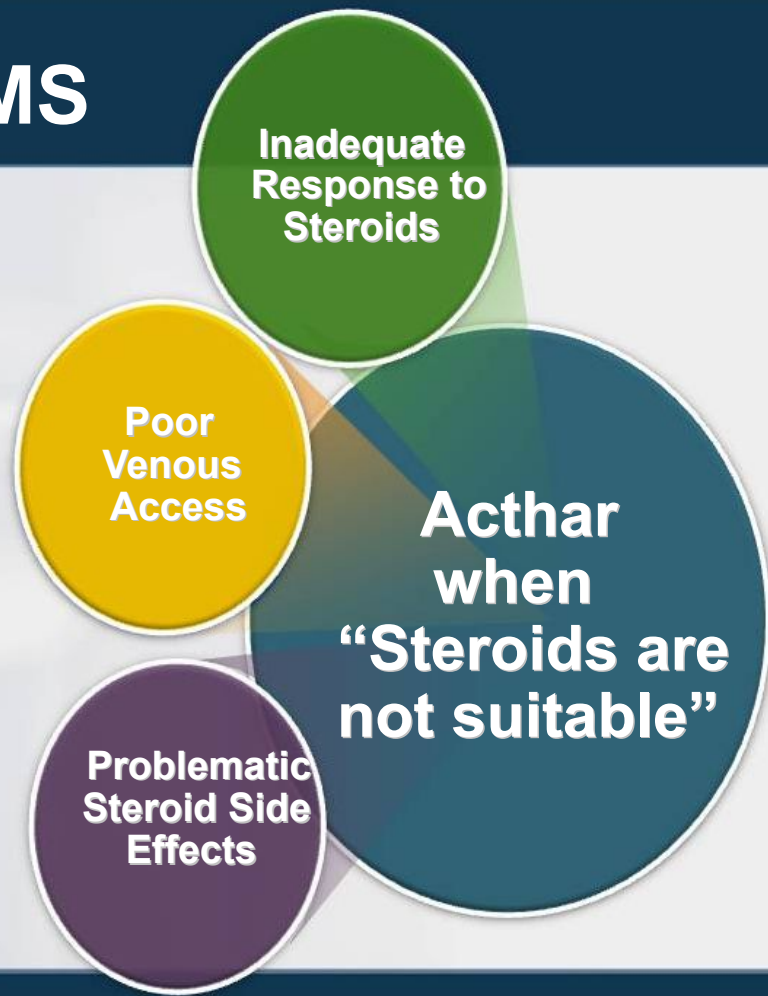 MS
Inadequate
Response to
Steroids
Poor
Venous
Access
Acthar
when
“Steroids are
not suitable”
Problematic
Steroid Side
Effects